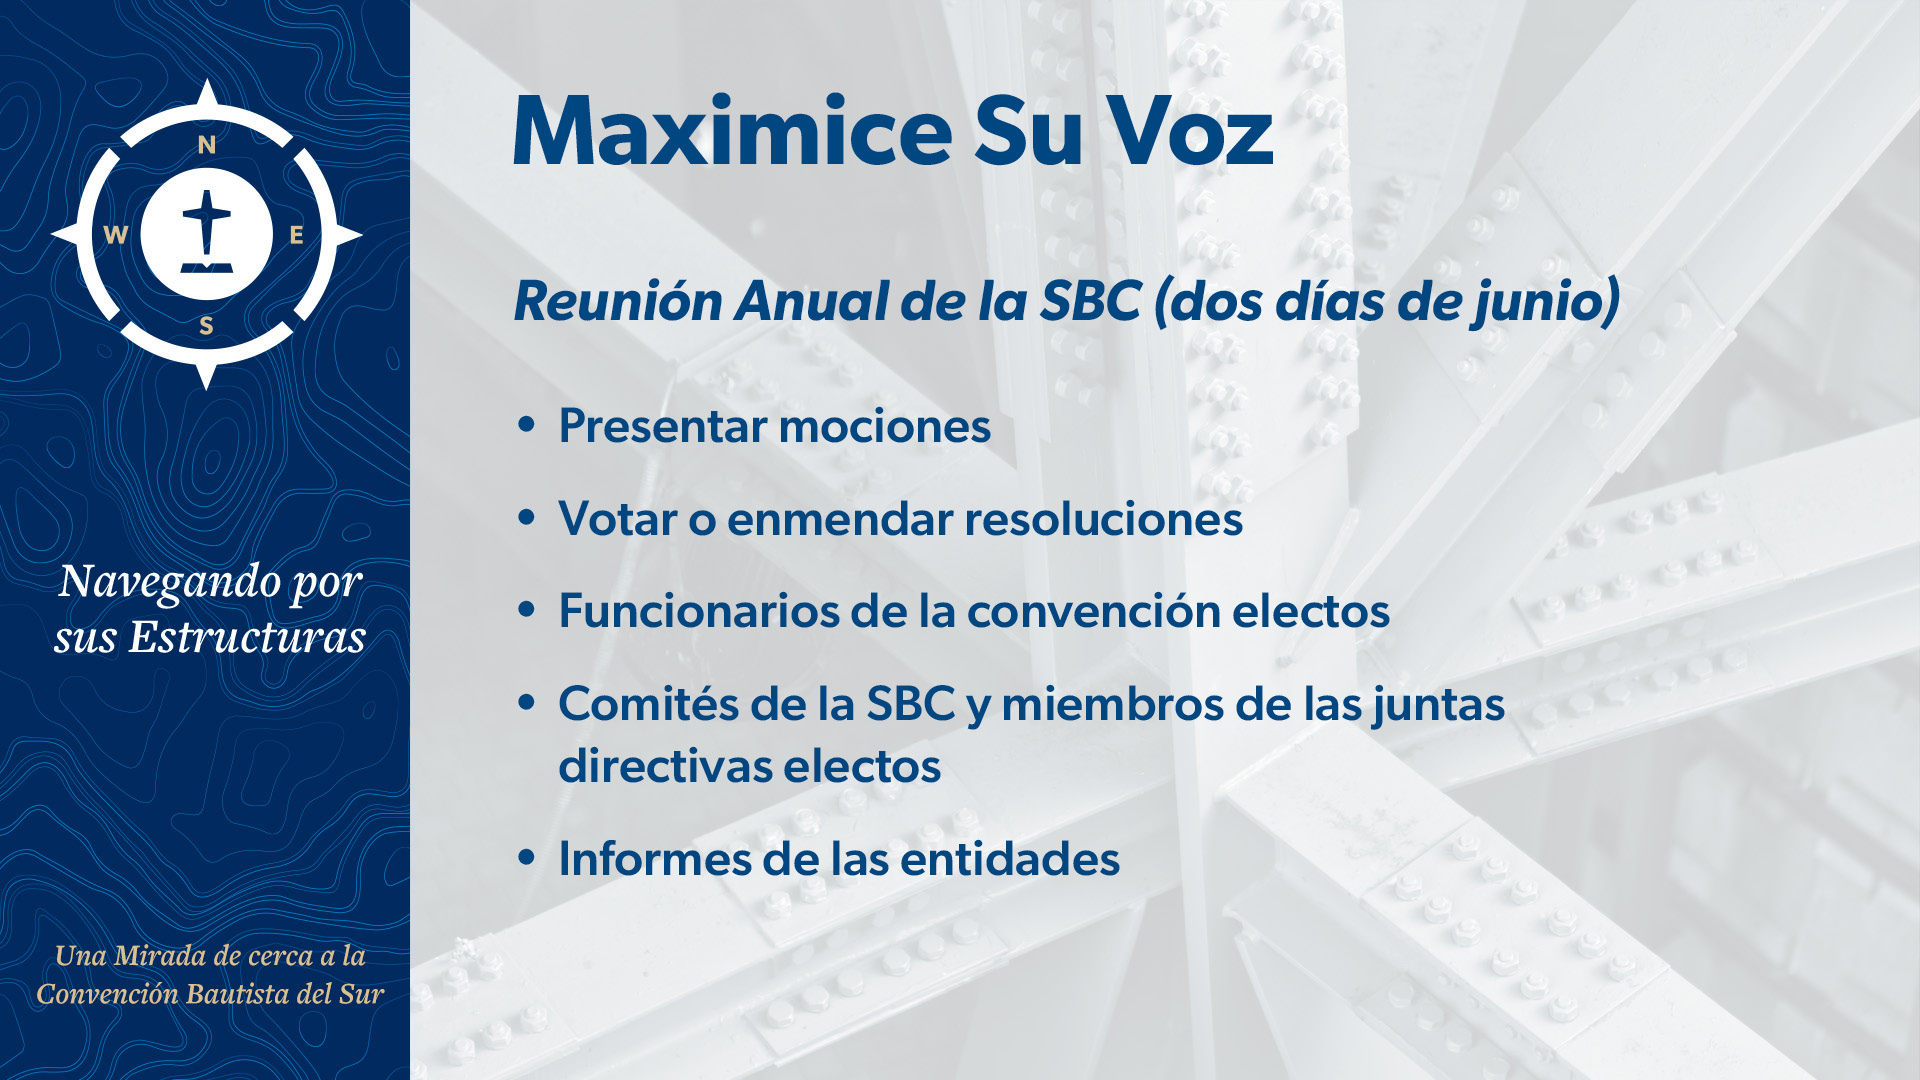 N
W
E
S
Navegando por
sus Estructuras
Una Mirada de cerca a la
Convención Bautista del Sur
Maximice Su Voz
Reunión Anual de la SBC (dos días de junio)
• Presentar mociones
• Votar o enmendar resoluciones
• Funcionarios de la convención electos
• Comités de la SBC y miembros de las juntas
directivas electos
• Informes de las entidades